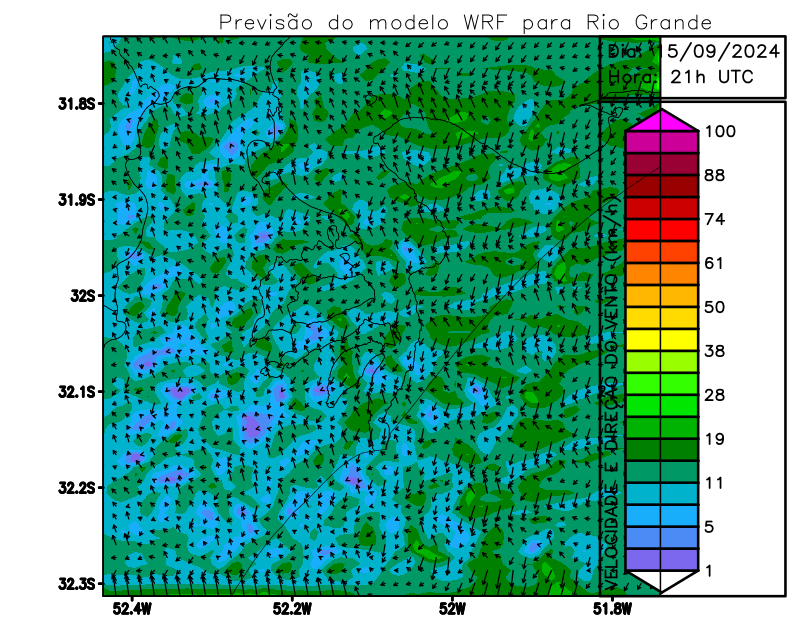 Previsão do modelo WRF para Rio Grande
Dia: 5/09/2024
Hora: 21h UTC
VELOCIDADE E DIREÇÃO DO VENTO (km/h)
100
88
74
61
50
38
28
19
11
5
1
31.8S
31.9S
32S
32.1S
32.2S
32.3S
52.4W
52.2W
52W
51.8W